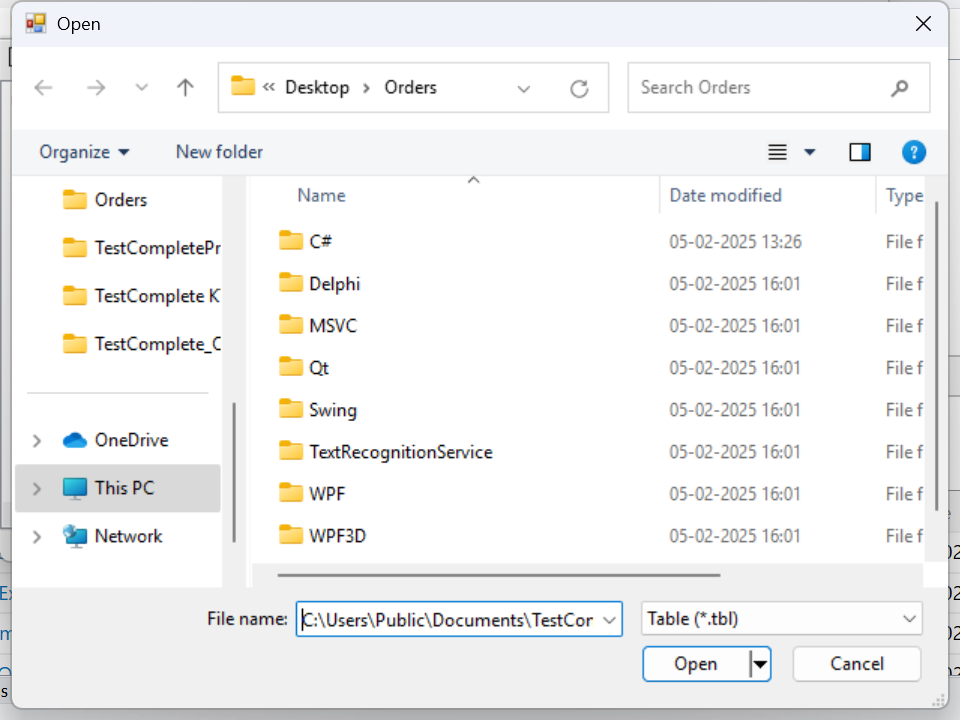 Open
« Desktop › Orders
Search Orders
Organize
New folder
Orders
TestCompletePr
TestComplete K
TestComplete_C
OneDrive
This PC
Network
Name Date modified Type
C# 05-02-2025 13:26 File f
Delphi 05-02-2025 16:01 File f
MSVC 05-02-2025 16:01 File f
Qt 05-02-2025 16:01 File f
Swing 05-02-2025 16:01 File f
TextRecognitionService 05-02-2025 16:01 File f
WPF 05-02-2025 16:01 File f
WPF3D 05-02-2025 16:01 File f
File name: C:\Users\Public\Documents\TestCor
Table (*.tbl)
Open
Cancel